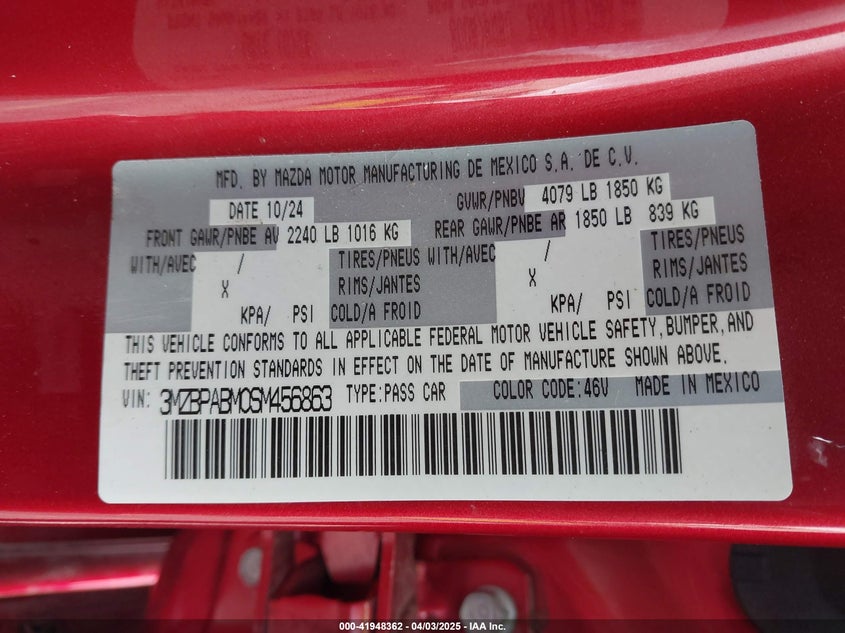 MFD. BY MAZDA MOTOR MANUFACTURING DE MEXICO S.A. DE C.V.
DATE 10/24 GVWR/PNBV 4079 LB 1850 KG
FRONT GAWR/PNBE AV 2240 LB 1016 KG REAR GAWR/PNBE AR 1850 LB 839 KG
WITH/AVEC / TIRES/PNEUS WITH/AVEC / TIRES/PNEUS
X RIMS/JANTES X RIMS/JANTES
KPA/ PSI COLD/A FROID KPA/ PSI COLD/A FROID
THIS VEHICLE CONFORMS TO ALL APPLICABLE FEDERAL MOTOR VEHICLE SAFETY, BUMPER, AND
THEFT PREVENTION STANDARDS IN EFFECT ON THE DATE OF MANUFACTURE SHOWN ABOVE.
VIN: 3MZBPABM0SM456863 TYPE:PASS CAR COLOR CODE:46V MADE IN MEXICO
000-41948362 - 04/03/2025 - IAA Inc.